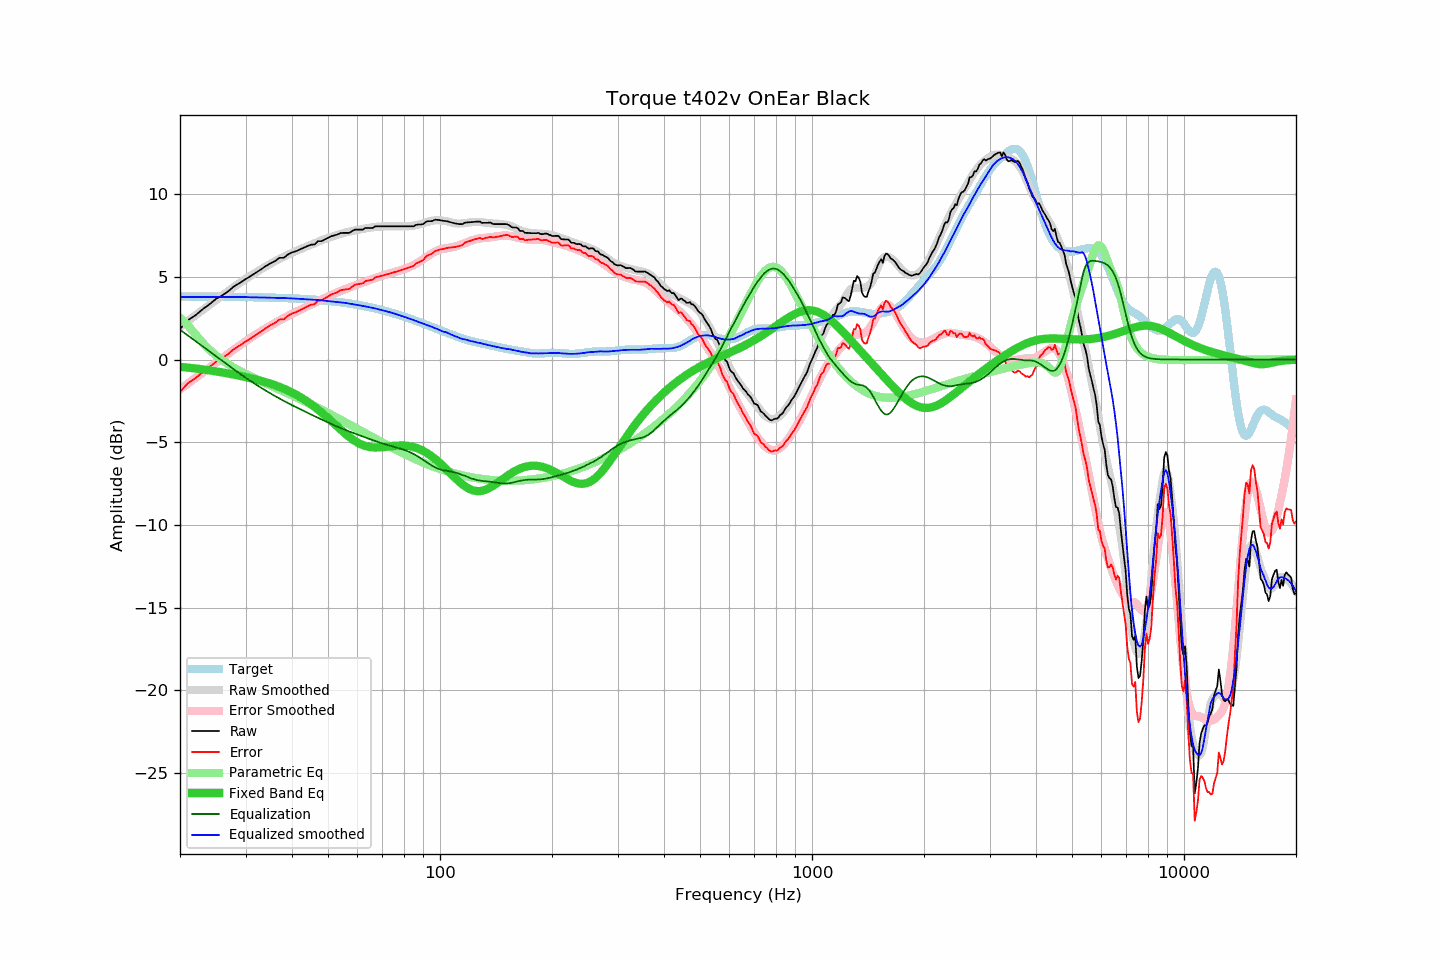 Torque t402v OnEar Black
Amplitude (dBr)
10
5
0
−5
−10
−15
−20
−25
Target
Raw Smoothed
Error Smoothed
Raw
Error
Parametric Eq
Fixed Band Eq
Equalization
Equalized smoothed
100
1000
10000
Frequency (Hz)